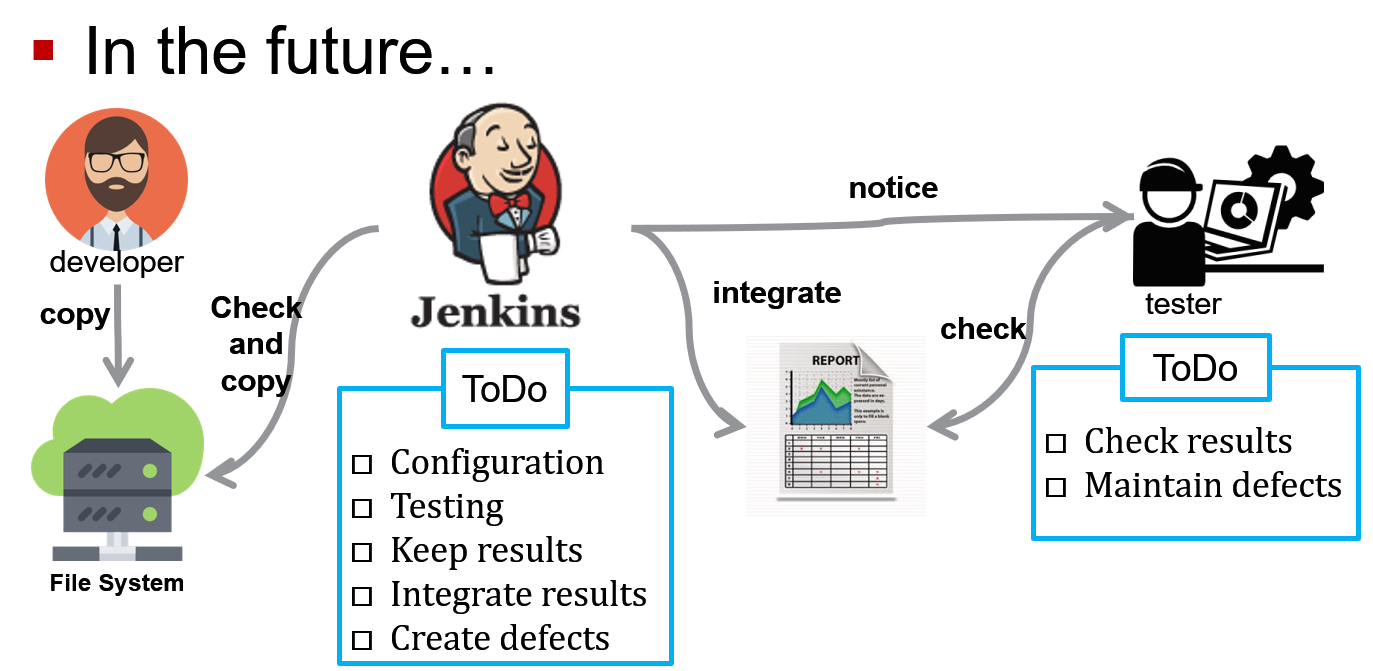 In the future…
developer
copy
Check
and
copy
File System
Jenkins
ToDo
Configuration
Testing
Keep results
Integrate results
Create defects
notice
integrate
check
REPORT
tester
ToDo
Check results
Maintain defects